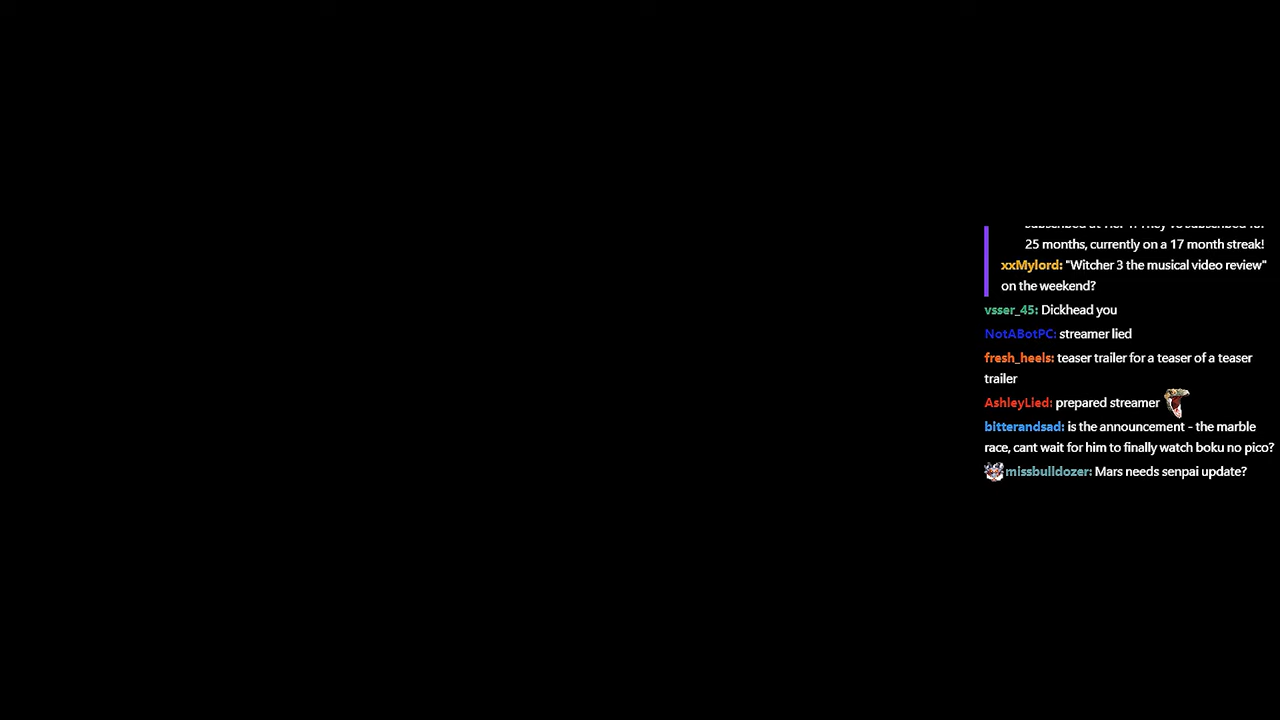 25 months, currently on a 17 month streak!
xxMylord: "Witcher 3 the musical video review"
on the weekend?
vsser_45: Dickhead you
NotABotPC: streamer lied
fresh_heels: teaser trailer for a teaser of a teaser
trailer
AshleyLied: prepared streamer
bitterandsad: is the announcement - the marble
race, cant wait for him to finally watch boku no pico?
missbulldozer: Mars needs senpai update?